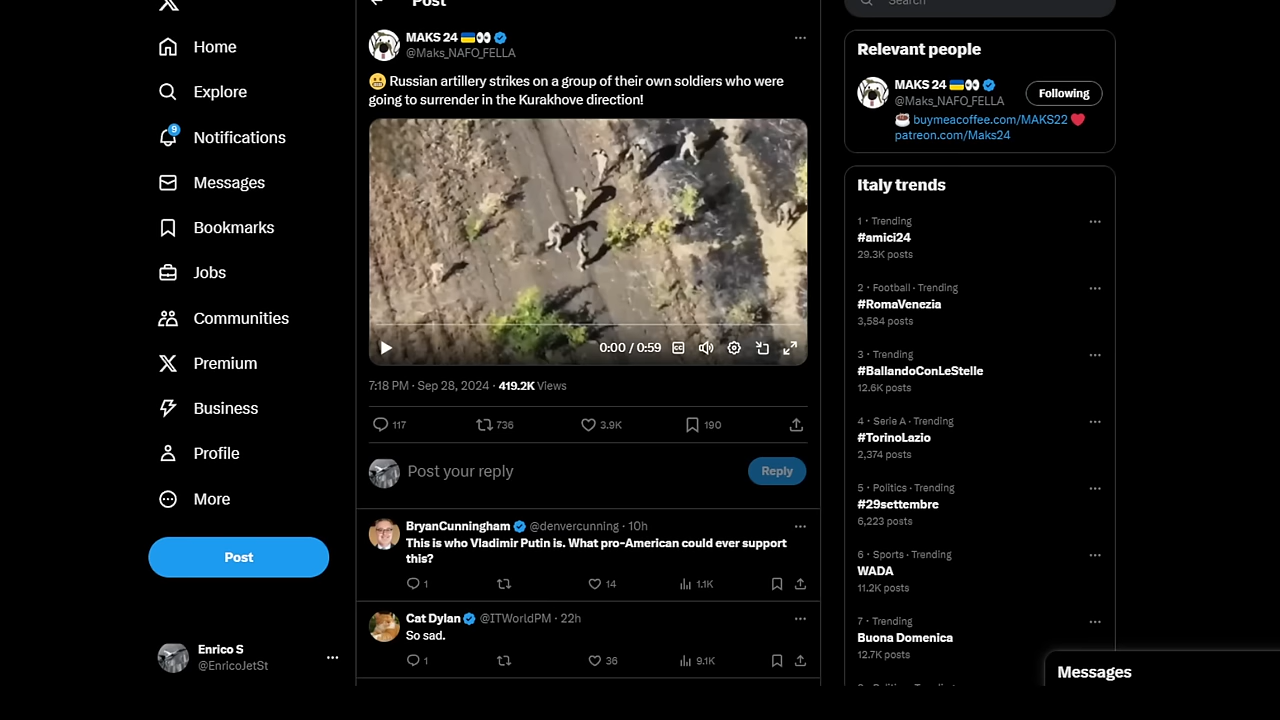 Post
Search
Home
Explore
9
Notifications
Messages
Bookmarks
Jobs
Communities
Premium
Business
Profile
More
Post
Enrico S
@EnricoJetSt
MAKS 24 🇺🇦👀
@Maks_NAFO_FELLA
😬 Russian artillery strikes on a group of their own soldiers who were
going to surrender in the Kurakhove direction!
0:00 / 0:59
CC
7:18 PM · Sep 28, 2024 · 419.2K Views
117 736 3.9K 190
Post your reply
Reply
BryanCunningham @denvercunning · 10h
This is who Vladimir Putin is. What pro-American could ever support
this?
1 14 1.1K
Cat Dylan @ITWorldPM · 22h
So sad.
1 36 9.1K
Relevant people
MAKS 24 🇺🇦👀
@Maks_NAFO_FELLA
Following
☕ buymeacoffee.com/MAKS22 ❤️
patreon.com/Maks24
Italy trends
1 · Trending
#amici24
29.3K posts
2 · Football · Trending
#RomaVenezia
3,584 posts
3 · Trending
#BallandoConLeStelle
12.6K posts
4 · Serie A · Trending
#TorinoLazio
2,374 posts
5 · Politics · Trending
#29settembre
6,223 posts
6 · Sports · Trending
WADA
11.2K posts
7 · Trending
Buona Domenica
12.7K posts
Messages